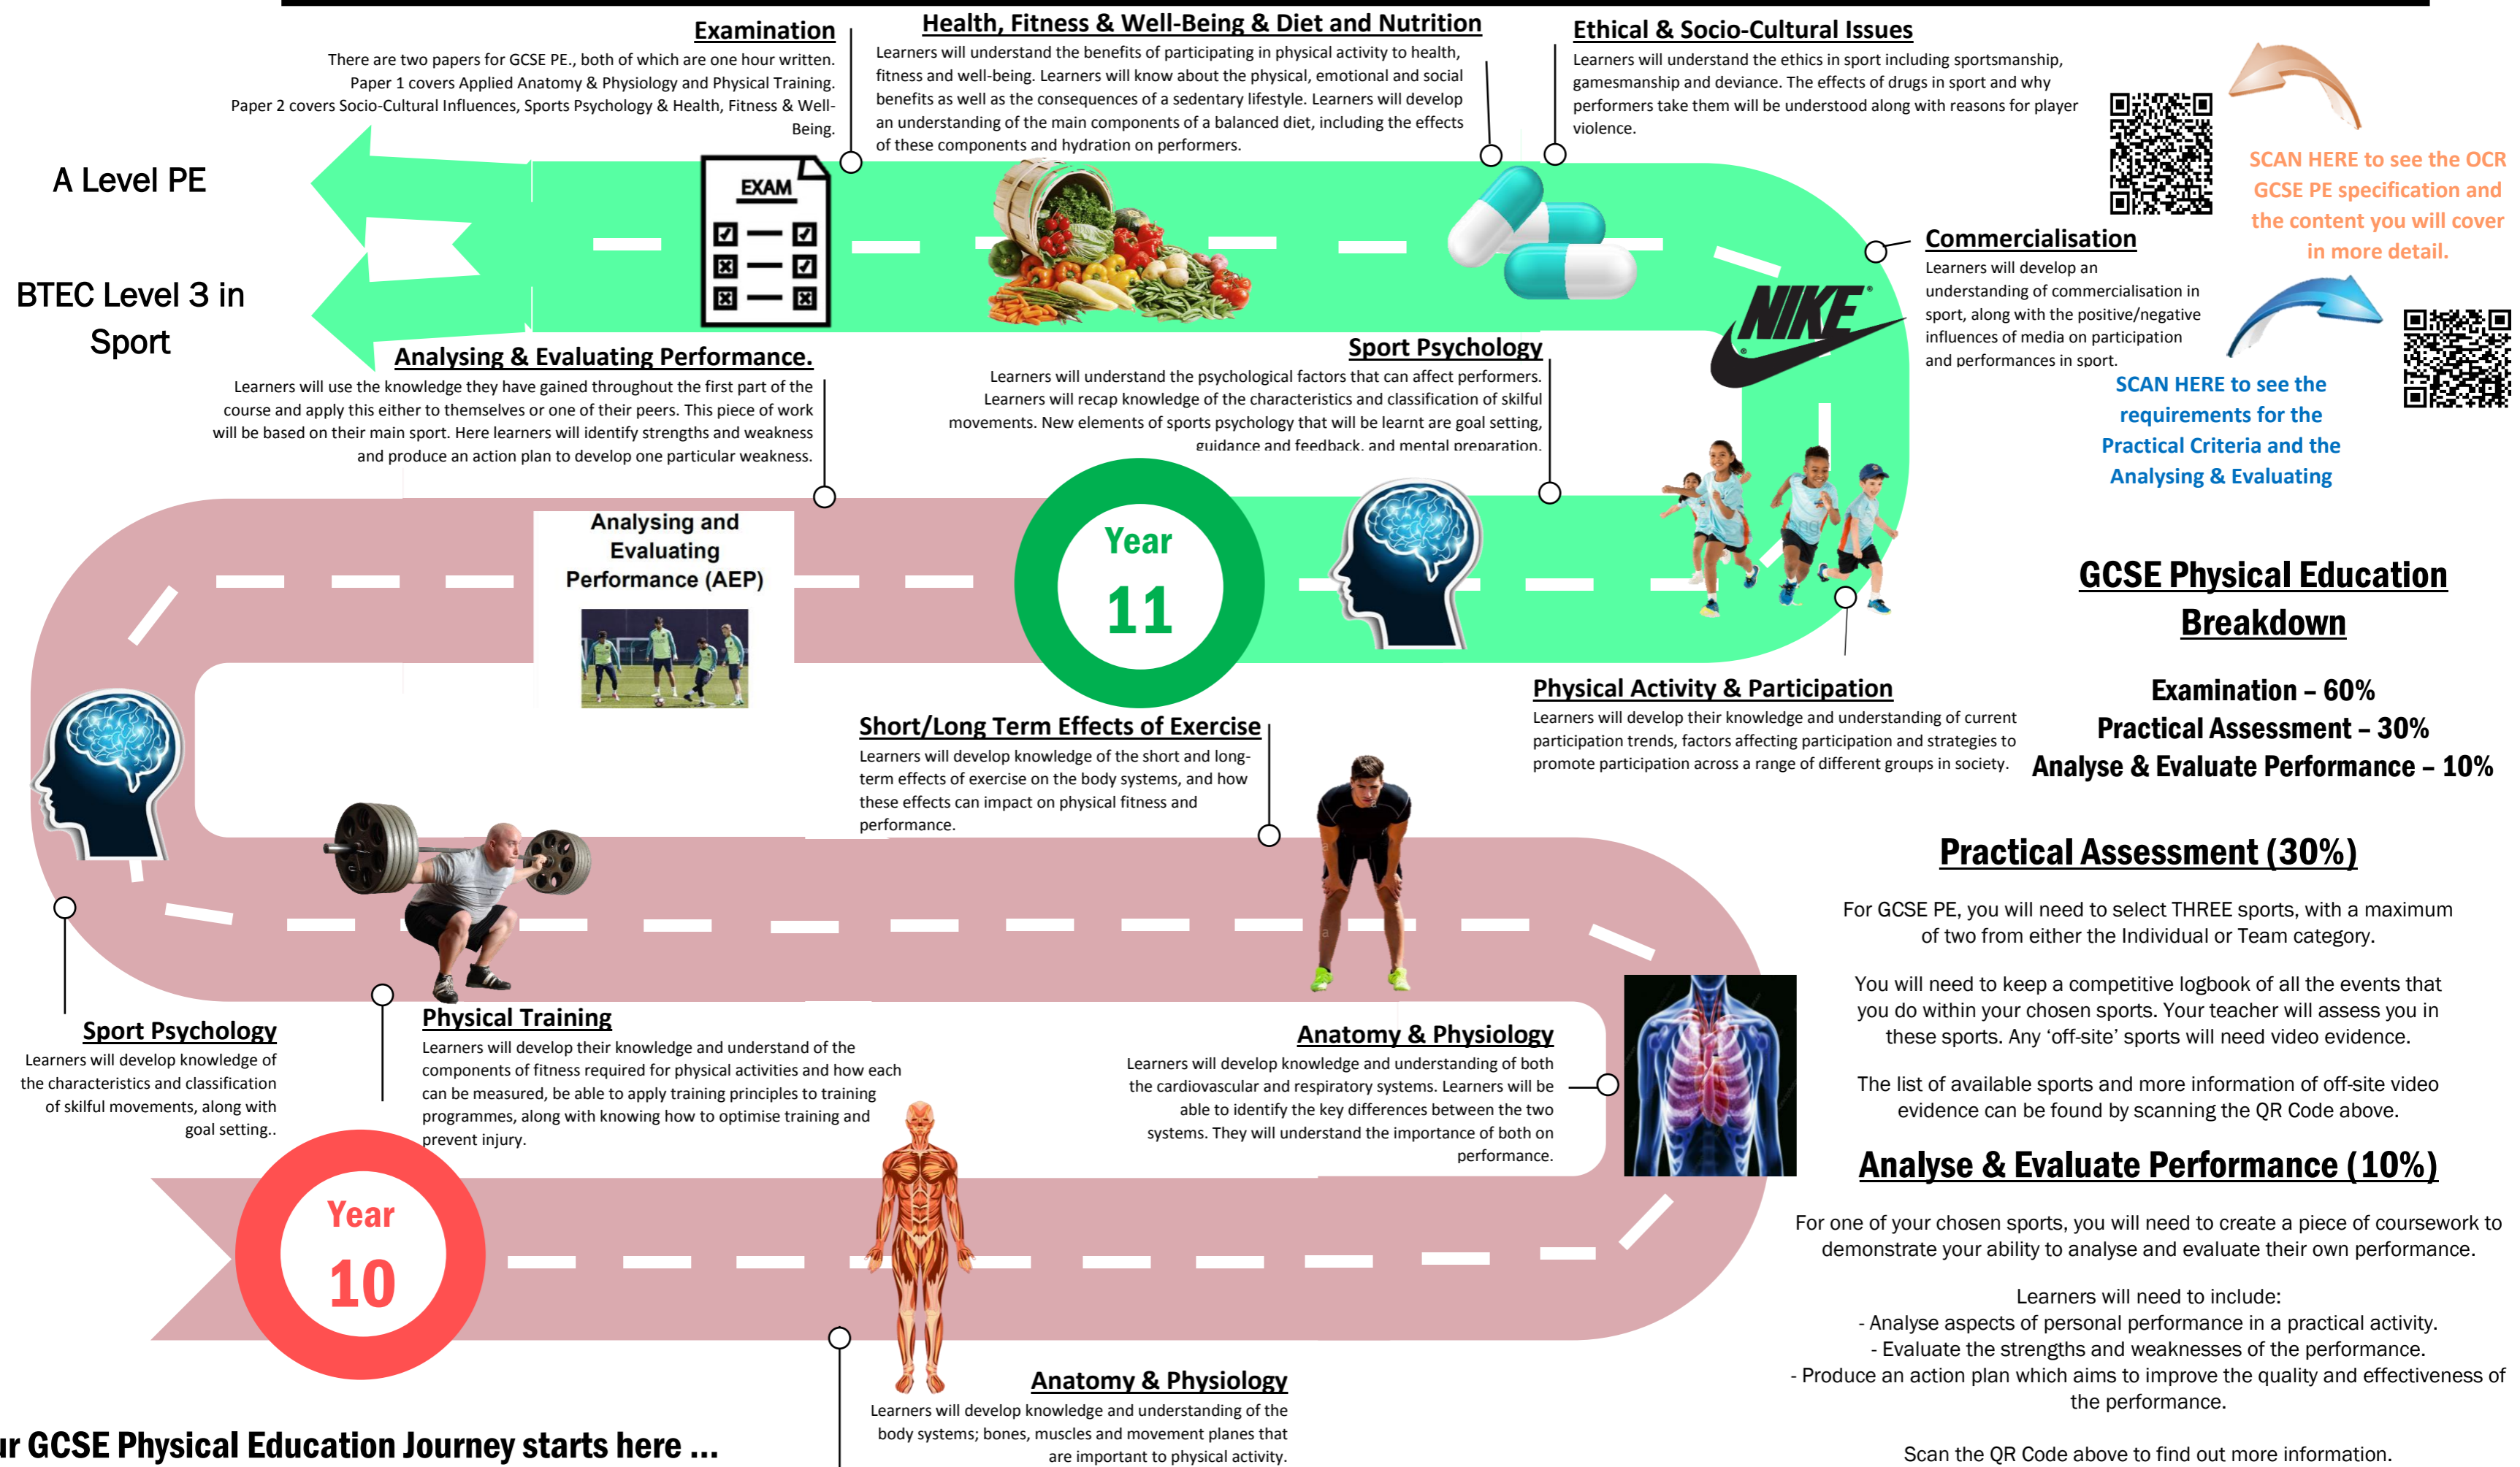 Examination
There are two papers for GCSE PE., both of which are one hour written.
Paper 1 covers Applied Anatomy & Physiology and Physical Training.
Paper 2 covers Socio-Cultural Influences, Sports Psychology & Health, Fitness & Well-
Being.
Health, Fitness & Well-Being & Diet and Nutrition
Learners will understand the benefits of participating in physical activity to health,
fitness and well-being. Learners will know about the physical, emotional and social
benefits as well as the consequences of a sedentary lifestyle. Learners will develop
an understanding of the main components of a balanced diet, including the effects
of these components and hydration on performers.
Ethical & Socio-Cultural Issues
Learners will understand the ethics in sport including sportsmanship,
gamesmanship and deviance. The effects of drugs in sport and why
performers take them will be understood along with reasons for player
violence.
SCAN HERE to see the OCR
GCSE PE specification and
the content you will cover
in more detail.
A Level PE
BTEC Level 3 in
Sport
EXAM
NIKE
Commercialisation
Learners will develop an
understanding of commercialisation in
sport, along with the positive/negative
influences of media on participation
and performances in sport.
SCAN HERE to see the
requirements for the
Practical Criteria and the
Analysing & Evaluating
Analysing & Evaluating Performance.
Learners will use the knowledge they have gained throughout the first part of the
course and apply this either to themselves or one of their peers. This piece of work
will be based on their main sport. Here learners will identify strengths and weakness
and produce an action plan to develop one particular weakness.
Sport Psychology
Learners will understand the psychological factors that can affect performers.
Learners will recap knowledge of the characteristics and classification of skilful
movements. New elements of sports psychology that will be learnt are goal setting,
guidance and feedback, and mental preparation.
Analysing and
Evaluating
Performance (AEP)
Year
11
GCSE Physical Education
Breakdown
Examination – 60%
Practical Assessment – 30%
Analyse & Evaluate Performance – 10%
Physical Activity & Participation
Learners will develop their knowledge and understanding of current
participation trends, factors affecting participation and strategies to
promote participation across a range of different groups in society.
Short/Long Term Effects of Exercise
Learners will develop knowledge of the short and long-
term effects of exercise on the body systems, and how
these effects can impact on physical fitness and
performance.
Practical Assessment (30%)
For GCSE PE, you will need to select THREE sports, with a maximum
of two from either the Individual or Team category.
You will need to keep a competitive logbook of all the events that
you do within your chosen sports. Your teacher will assess you in
these sports. Any ‘off-site’ sports will need video evidence.
The list of available sports and more information of off-site video
evidence can be found by scanning the QR Code above.
Sport Psychology
Learners will develop knowledge of
the characteristics and classification
of skilful movements, along with
goal setting..
Physical Training
Learners will develop their knowledge and understand of the
components of fitness required for physical activities and how each
can be measured, be able to apply training principles to training
programmes, along with knowing how to optimise training and
prevent injury.
Anatomy & Physiology
Learners will develop knowledge and understanding of both
the cardiovascular and respiratory systems. Learners will be
able to identify the key differences between the two
systems. They will understand the importance of both on
performance.
Analyse & Evaluate Performance (10%)
For one of your chosen sports, you will need to create a piece of coursework to
demonstrate your ability to analyse and evaluate their own performance.
Learners will need to include:
- Analyse aspects of personal performance in a practical activity.
- Evaluate the strengths and weaknesses of the performance.
- Produce an action plan which aims to improve the quality and effectiveness of
the performance.
Scan the QR Code above to find out more information.
Year
10
Anatomy & Physiology
Learners will develop knowledge and understanding of the
body systems; bones, muscles and movement planes that
are important to physical activity.
GCSE Physical Education Journey starts here ...